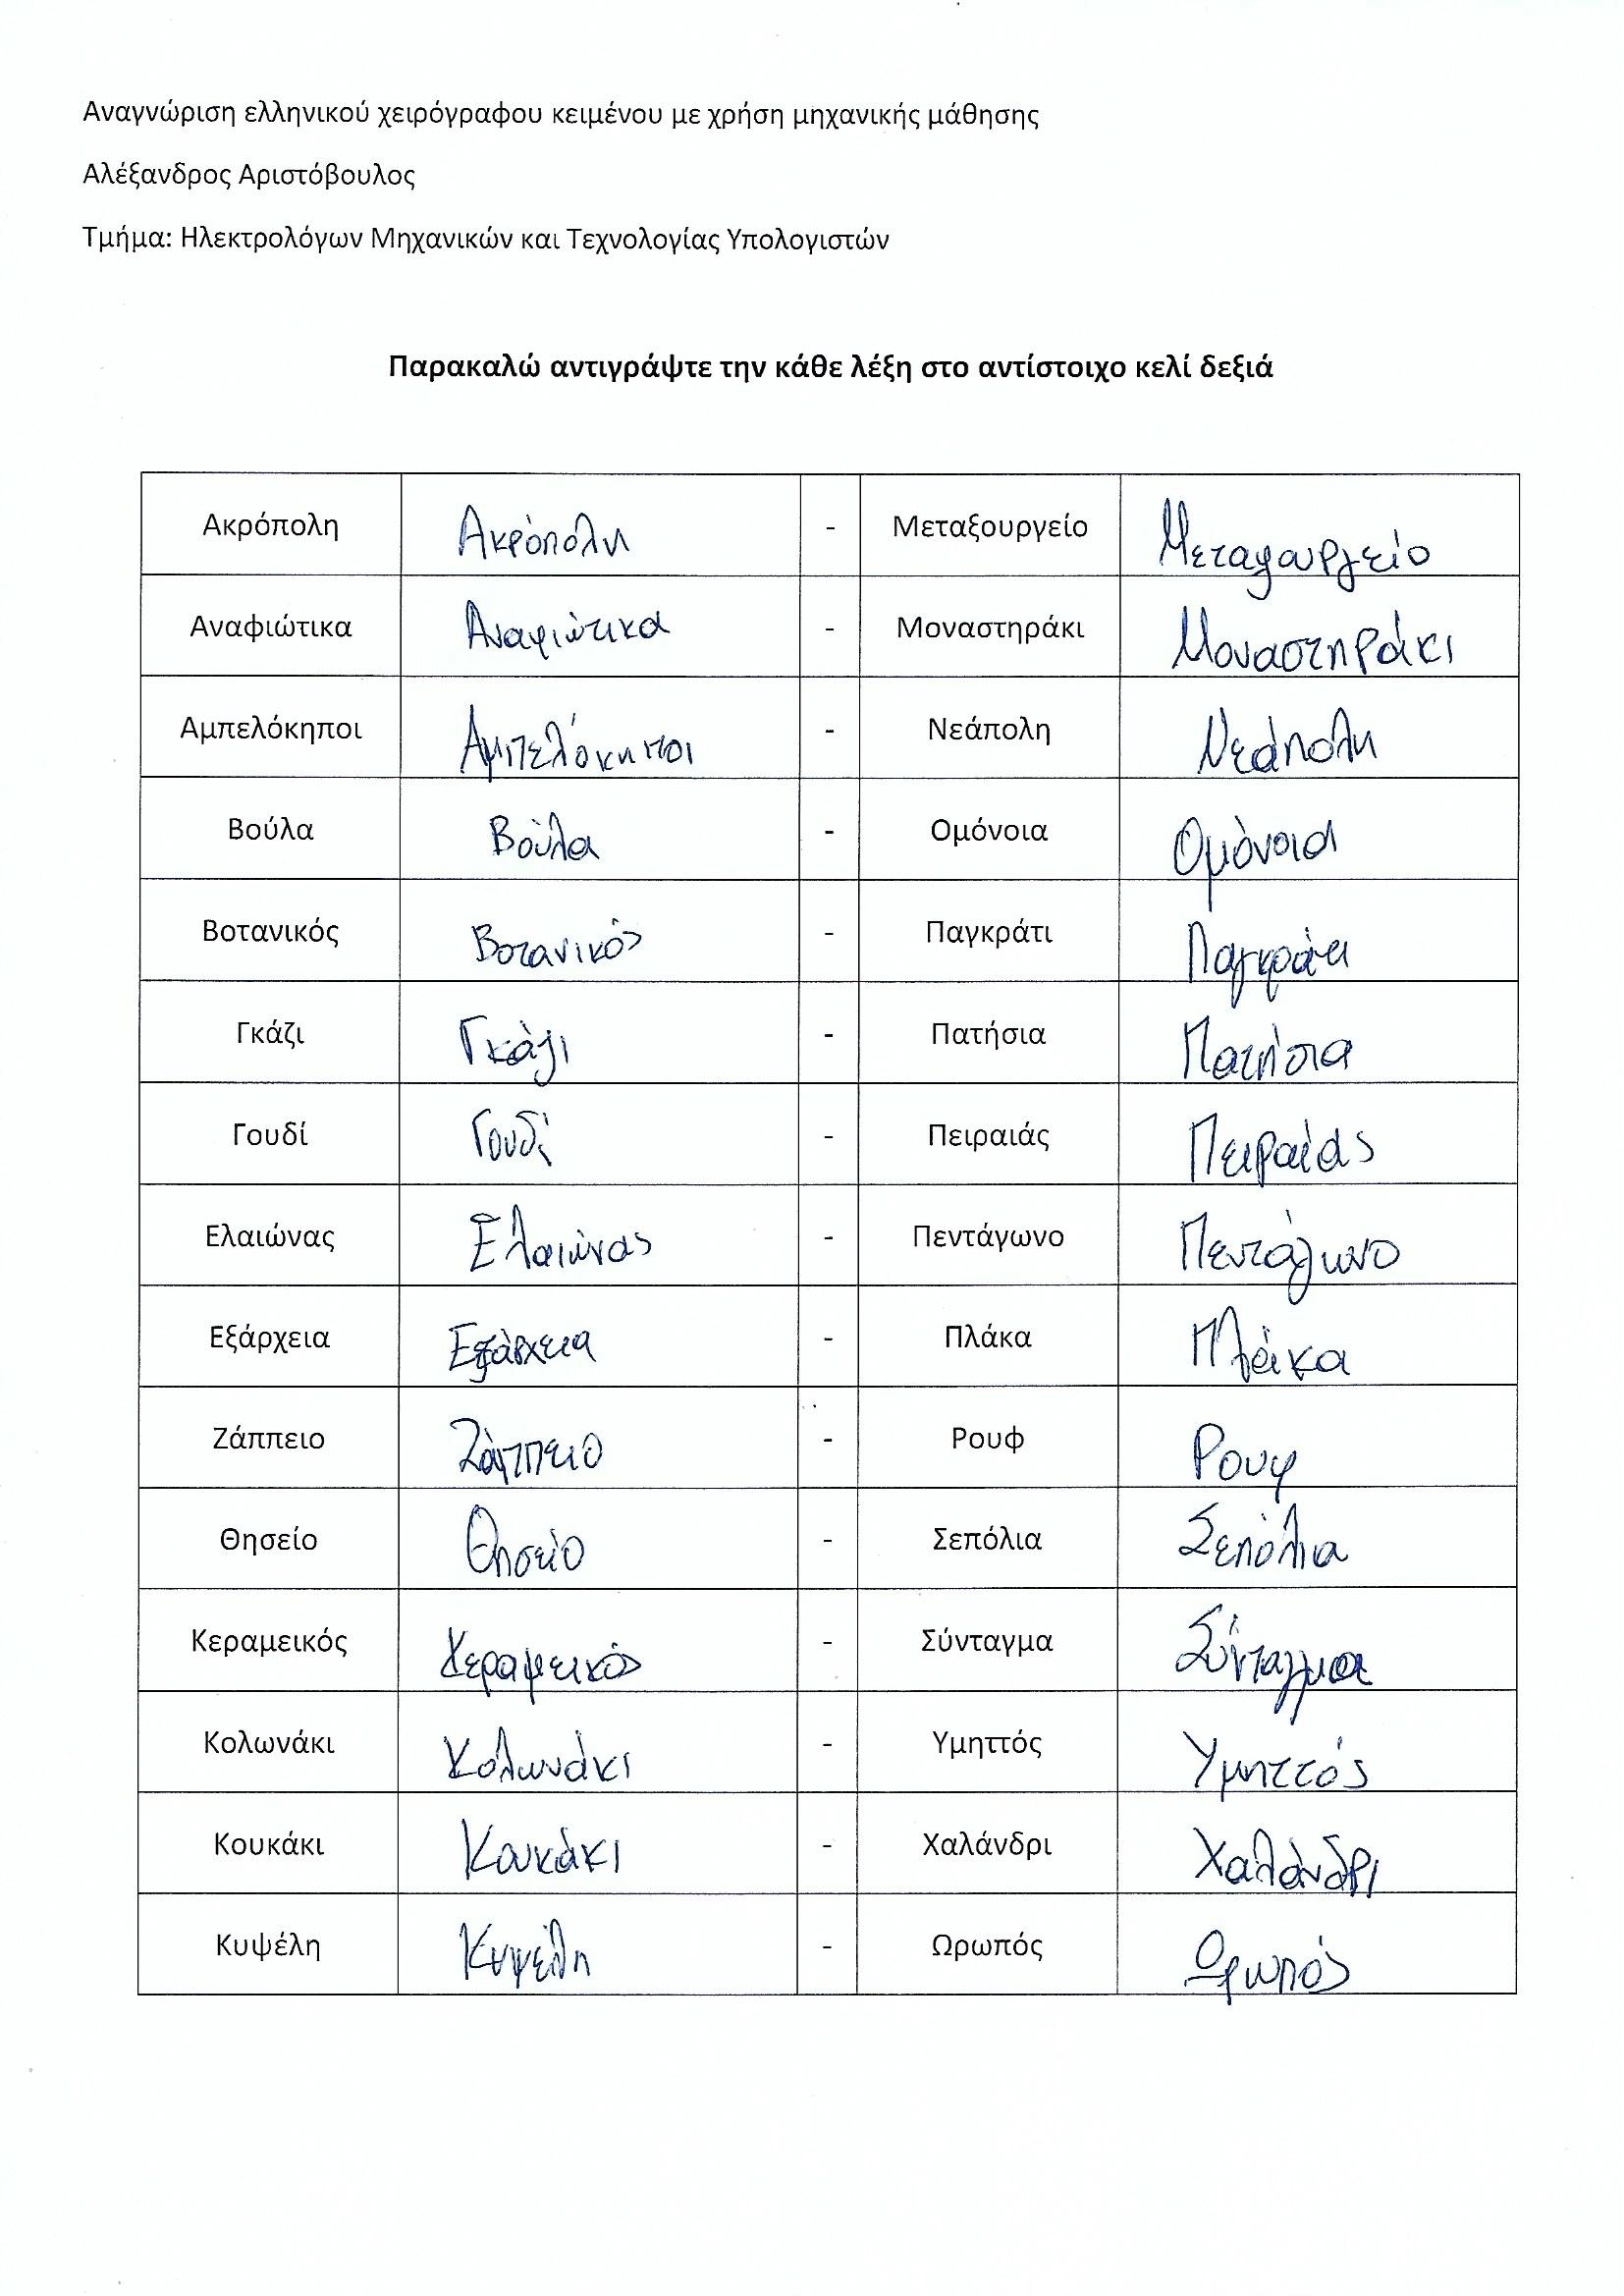 Αναγνώριση ελληνικού χειρόγραφου κειμένου με χρήση μηχανικής μάθησης
Αλέξανδρος Αριστόβουλος
Τμήμα: Ηλεκτρολόγων Μηχανικών και Τεχνολογίας Υπολογιστών
Παρακαλώ αντιγράψτε την κάθε λέξη στο αντίστοιχο κελί δεξιά
Ακρόπολη Ακρόπολη - Μεταξουργείο Μεταξουργείο
Αναφιώτικα Αναφιώτικα - Μοναστηράκι Μοναστηράκι
Αμπελόκηποι Αμπελόκηποι - Νεάπολη Νεάπολη
Βούλα Βούλα - Ομόνοια Ομόνοια
Βοτανικός Βοτανικός - Παγκράτι Παγκράτι
Γκάζι Γκάζι - Πατήσια Πατήσια
Γουδί Γουδί - Πειραιάς Πειραιάς
Ελαιώνας Ελαιώνας - Πεντάγωνο Πεντάγωνο
Εξάρχεια Εξάρχεια - Πλάκα Πλάκα
Ζάππειο Ζάππειο - Ρουφ Ρουφ
Θησείο Θησείο - Σεπόλια Σεπόλια
Κεραμεικός Κεραμεικός - Σύνταγμα Σύνταγμα
Κολωνάκι Κολωνάκι - Υμηττός Υμηττός
Κουκάκι Κουκάκι - Χαλάνδρι Χαλάνδρι
Κυψέλη Κυψέλη - Ωρωπός Ωρωπός